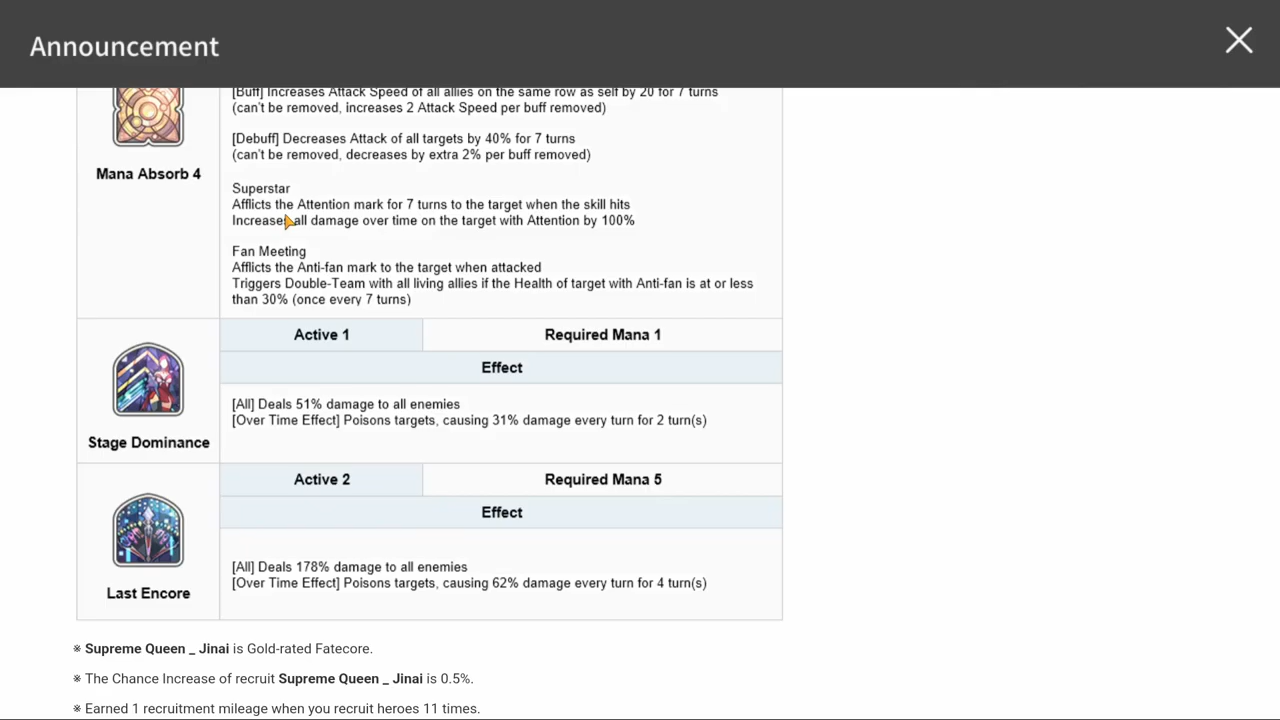 Announcement
[Buff] Increases Attack Speed of all allies on the same row as self by 20 for 7 turns
(can't be removed, increases 2 Attack Speed per buff removed)
[Debuff] Decreases Attack of all targets by 40% for 7 turns
(can't be removed, decreases by extra 2% per buff removed)
Mana Absorb 4
Superstar
Afflicts the Attention mark for 7 turns to the target when the skill hits
Increases all damage over time on the target with Attention by 100%
Fan Meeting
Afflicts the Anti-fan mark to the target when attacked
Triggers Double-Team with all living allies if the Health of target with Anti-fan is at or less
than 30% (once every 7 turns)
Active 1 Required Mana 1
Effect
[All] Deals 51% damage to all enemies
[Over Time Effect] Poisons targets, causing 31% damage every turn for 2 turn(s)
Stage Dominance
Active 2 Required Mana 5
Effect
[All] Deals 178% damage to all enemies
[Over Time Effect] Poisons targets, causing 62% damage every turn for 4 turn(s)
Last Encore
※ Supreme Queen _ Jinai is Gold-rated Fatecore.
※ The Chance Increase of recruit Supreme Queen _ Jinai is 0.5%.
※ Earned 1 recruitment mileage when you recruit heroes 11 times.